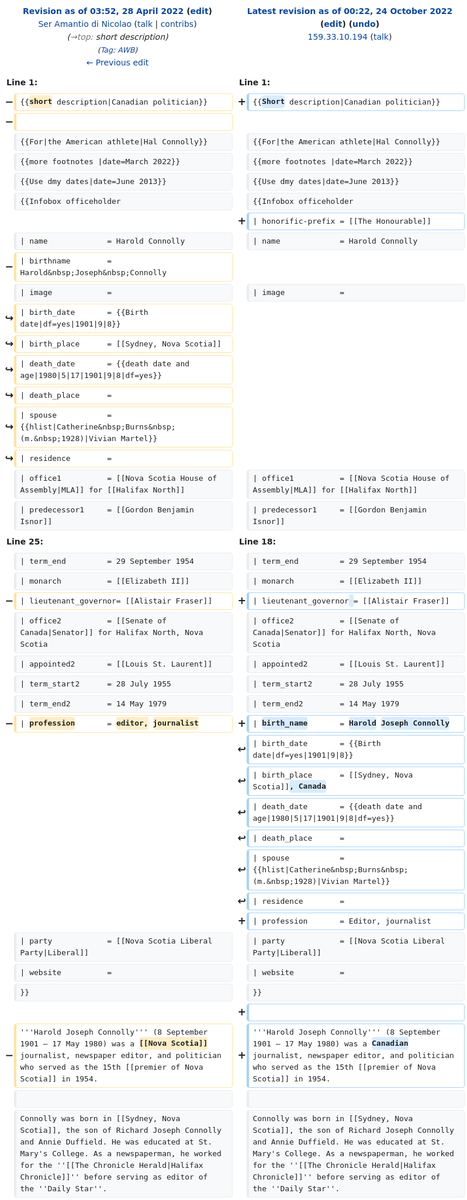 Revision as of 03:52, 28 April 2022 (edit)
Ser Amantio di Nicolao (talk | contribs)
(→top: short description)
(Tag: AWB)
← Previous edit
Latest revision as of 00:22, 24 October 2022
(edit) (undo)
159.33.10.194 (talk)
Line 1:
Line 1:
− {{short description|Canadian politician}}
+ {{Short description|Canadian politician}}
−
{{For|the American athlete|Hal Connolly}}
{{For|the American athlete|Hal Connolly}}
{{more footnotes |date=March 2022}}
{{more footnotes |date=March 2022}}
{{Use dmy dates|date=June 2013}}
{{Use dmy dates|date=June 2013}}
{{Infobox officeholder
{{Infobox officeholder
+ | honorific-prefix = [[The Honourable]]
| name = Harold Connolly
| name = Harold Connolly
− | birthname =
Harold&nbsp;Joseph&nbsp;Connolly
| image =
| image =
↪ | birth_date = {{Birth
date|df=yes|1901|9|8}}
↪ | birth_place = [[Sydney, Nova Scotia]]
↪ | death_date = {{death date and
age|1980|5|17|1901|9|8|df=yes}}
↪ | death_place =
↪ | spouse =
{{hlist|Catherine&nbsp;Burns&nbsp;
(m.&nbsp;1928)|Vivian Martel}}
↪ | residence =
| office1 = [[Nova Scotia House of
Assembly|MLA]] for [[Halifax North]]
| office1 = [[Nova Scotia House of
Assembly|MLA]] for [[Halifax North]]
| predecessor1 = [[Gordon Benjamin
Isnor]]
| predecessor1 = [[Gordon Benjamin
Isnor]]
Line 25:
Line 18:
| term_end = 29 September 1954
| term_end = 29 September 1954
| monarch = [[Elizabeth II]]
| monarch = [[Elizabeth II]]
− | lieutenant_governor= [[Alistair Fraser]]
+ | lieutenant_governor = [[Alistair Fraser]]
| office2 = [[Senate of
Canada|Senator]] for Halifax North, Nova
Scotia
| office2 = [[Senate of
Canada|Senator]] for Halifax North, Nova
Scotia
| appointed2 = [[Louis St. Laurent]]
| appointed2 = [[Louis St. Laurent]]
| term_start2 = 28 July 1955
| term_start2 = 28 July 1955
| term_end2 = 14 May 1979
| term_end2 = 14 May 1979
− | profession = editor, journalist
+ | birth_name = Harold Joseph Connolly
↩ | birth_date = {{Birth
date|df=yes|1901|9|8}}
↩ | birth_place = [[Sydney, Nova
Scotia]], Canada
↩ | death_date = {{death date and
age|1980|5|17|1901|9|8|df=yes}}
↩ | death_place =
↩ | spouse =
{{hlist|Catherine&nbsp;Burns&nbsp;
(m.&nbsp;1928)|Vivian Martel}}
↩ | residence =
+ | profession = Editor, journalist
| party = [[Nova Scotia Liberal
Party|Liberal]]
| party = [[Nova Scotia Liberal
Party|Liberal]]
| website =
| website =
}}
}}
+
− '''Harold Joseph Connolly''' (8 September
1901 – 17 May 1980) was a [[Nova Scotia]]
journalist, newspaper editor, and politician
who served as the 15th [[premier of Nova
Scotia]] in 1954.
+ '''Harold Joseph Connolly''' (8 September
1901 – 17 May 1980) was a Canadian
journalist, newspaper editor, and politician
who served as the 15th [[premier of Nova
Scotia]] in 1954.
Connolly was born in [[Sydney, Nova
Scotia]], the son of Richard Joseph Connolly
and Annie Duffield. He was educated at St.
Mary's College. As a newspaperman, he worked
for the ''[[The Chronicle Herald|Halifax
Chronicle]]'' before serving as editor of
the ''Daily Star''.
Connolly was born in [[Sydney, Nova
Scotia]], the son of Richard Joseph Connolly
and Annie Duffield. He was educated at St.
Mary's College. As a newspaperman, he worked
for the ''[[The Chronicle Herald|Halifax
Chronicle]]'' before serving as editor of
the ''Daily Star''.